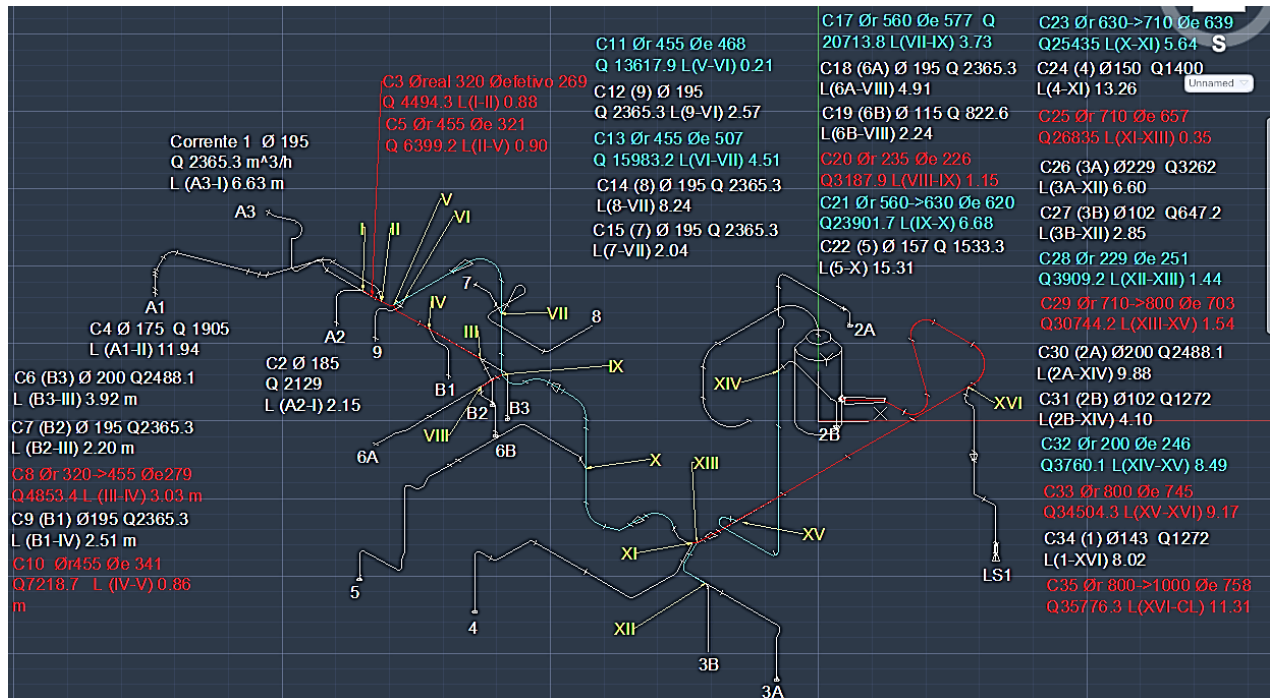 C17 Ør 560 Øe 577 Q
20713.8 L(VII-IX) 3.73
C18 (6A) Ø 195 Q 2365.3
L(6A-VIII) 4.91
C19 (6B) Ø 115 Q 822.6
L(6B-VIII) 2.24
C20 Ør 235 Øe 226
Q3187.9 L(VIII-IX) 1.15
C21 Ør 560->630 Øe 620
Q23901.7 L(IX-X) 6.68
C22 (5) Ø 157 Q 1533.3
L(5-X) 15.31
C23 Ør 630->710 Øe 639
Q25435 L(X-XI) 5.64
S
C24 (4) Ø150 Q1400
L(4-XI) 13.26
Unnamed
C25 Ør 710 Øe 657
Q26835 L(XI-XIII) 0.35
C26 (3A) Ø229 Q3262
L(3A-XII) 6.60
C27 (3B) Ø102 Q647.2
L(3B-XII) 2.85
C28 Ør 229 Øe 251
Q3909.2 L(XII-XIII) 1.44
C29 Ør 710->800 Øe 703
Q30744.2 L(XIII-XV) 1.54
C30 (2A) Ø200 Q2488.1
L(2A-XIV) 9.88
C31 (2B) Ø102 Q1272
L(2B-XIV) 4.10
C32 Ør 200 Øe 246
Q3760.1 L(XIV-XV) 8.49
C33 Ør 800 Øe 745
Q34504.3 L(XV-XVI) 9.17
C34 (1) Ø143 Q1272
L(1-XVI) 8.02
C35 Ør 800->1000 Øe 758
Q35776.3 L(XVI-CL) 11.31
C11 Ør 455 Øe 468
Q 13617.9 L(V-VI) 0.21
C12 (9) Ø 195
Q 2365.3 L(9-VI) 2.57
C13 Ør 455 Øe 507
Q 15983.2 L(VI-VII) 4.51
C14 (8) Ø 195 Q 2365.3
L(8-VII) 8.24
C15 (7) Ø 195 Q 2365.3
L(7-VII) 2.04
C3 Øreal 320 Øefetivo 269
Q 4494.3 L(I-II) 0.88
C5 Ør 455 Øe 321
Q 6399.2 L(II-V) 0.90
Corrente 1 Ø 195
Q 2365.3 m^3/h
L (A3-I) 6.63 m
A3
I
II
V
VI
A1
A2
9
7
8
IV
III
VII
IX
B1
B2
B3
VIII
6A
6B
C4 Ø 175 Q 1905
L (A1-II) 11.94
C2 Ø 185
Q 2129
L (A2-I) 2.15
C6 (B3) Ø 200 Q2488.1
L (B3-III) 3.92 m
C7 (B2) Ø 195 Q2365.3
L (B2-III) 2.20 m
C8 Ør 320->455 Øe279
Q4853.4 L (III-IV) 3.03 m
C9 (B1) Ø195 Q2365.3
L (B1-IV) 2.51 m
C10 Ør455 Øe 341
Q7218.7 L (IV-V) 0.86
m
2A
XIV
2B
XVI
X
XIII
XI
XV
LS1
5
4
XII
3B
3A